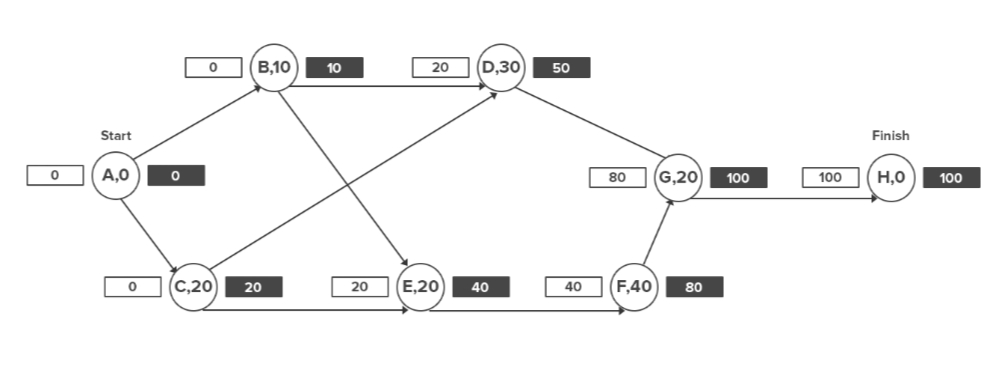 0 B,10 10
20 D,30 50
Start
Finish
0 A,0 0
80 G,20 100
100 H,0 100
0 C,20 20
20 E,20 40
40 F,40 80